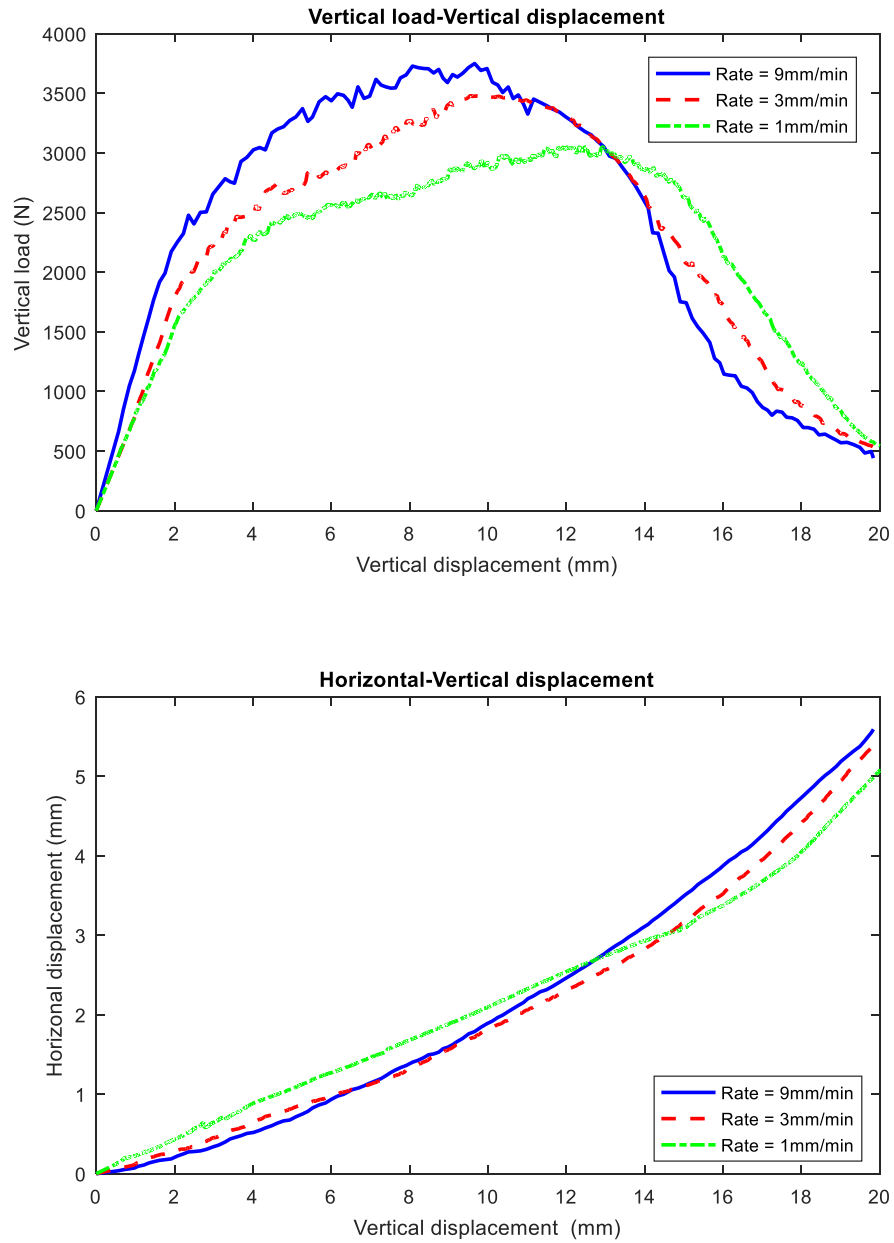 Vertical load-Vertical displacement
4000
3500
3000
2500
2000
1500
1000
500
0
Vertical load (N)
Rate = 9mm/min
Rate = 3mm/min
Rate = 1mm/min
0 2 4 6 8 10 12 14 16 18 20
Vertical displacement (mm)
Horizontal-Vertical displacement
6
5
4
3
2
1
0
Horizonal displacement (mm)
Rate = 9mm/min
Rate = 3mm/min
Rate = 1mm/min
0 2 4 6 8 10 12 14 16 18 20
Vertical displacement (mm)